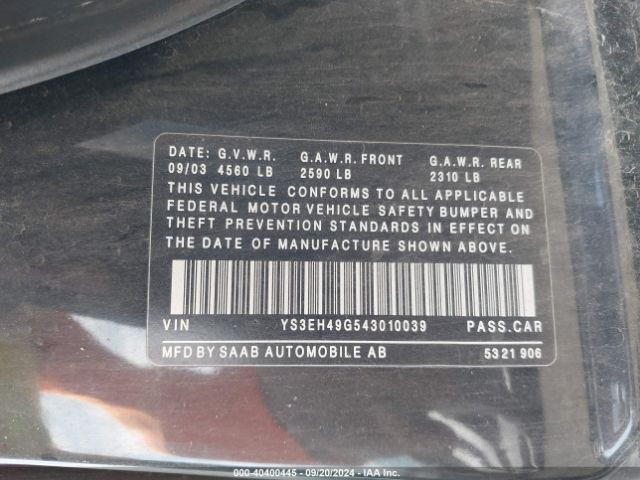 DATE: G.V.W.R. G.A.W.R. FRONT G.A.W.R. REAR
09/03 4560 LB 2590 LB 2310 LB
THIS VEHICLE CONFORMS TO ALL APPLICABLE
FEDERAL MOTOR VEHICLE SAFETY BUMPER AND
THEFT PREVENTION STANDARDS IN EFFECT ON
THE DATE OF MANUFACTURE SHOWN ABOVE.
VIN YS3EH49G543010039 PASS.CAR
MFD BY SAAB AUTOMOBILE AB 5321 906
000-40400445 - 09/20/2024 - IAA Inc.